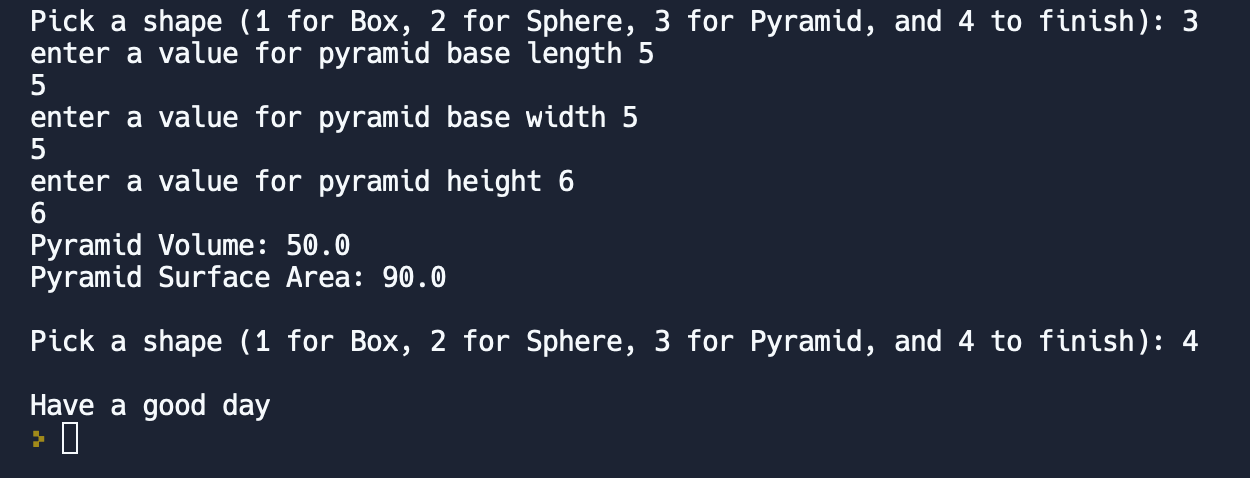 Pick a shape (1 for Box, 2 for Sphere, 3 for Pyramid, and 4 to finish): 3
enter a value for pyramid base length 5
5
enter a value for pyramid base width 5
5
enter a value for pyramid height 6
6
Pyramid Volume: 50.0
Pyramid Surface Area: 90.0
Pick a shape (1 for Box, 2 for Sphere, 3 for Pyramid, and 4 to finish): 4
Have a good day